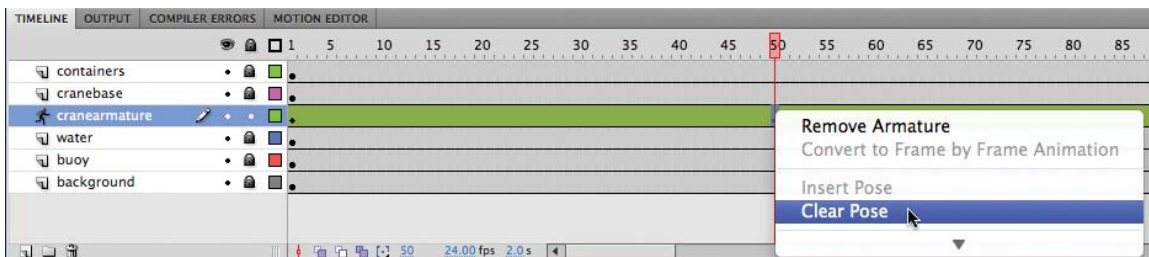 TIMELINE OUTPUT COMPILER ERRORS MOTION EDITOR
1 5 10 15 20 25 30 35 40 45 50 55 60 65 70 75 80 85
containers
cranebase
cranearmature
water
buoy
background
Remove Armature
Convert to Frame by Frame Animation
Insert Pose
Clear Pose
50 24.00 fps 2.0 s